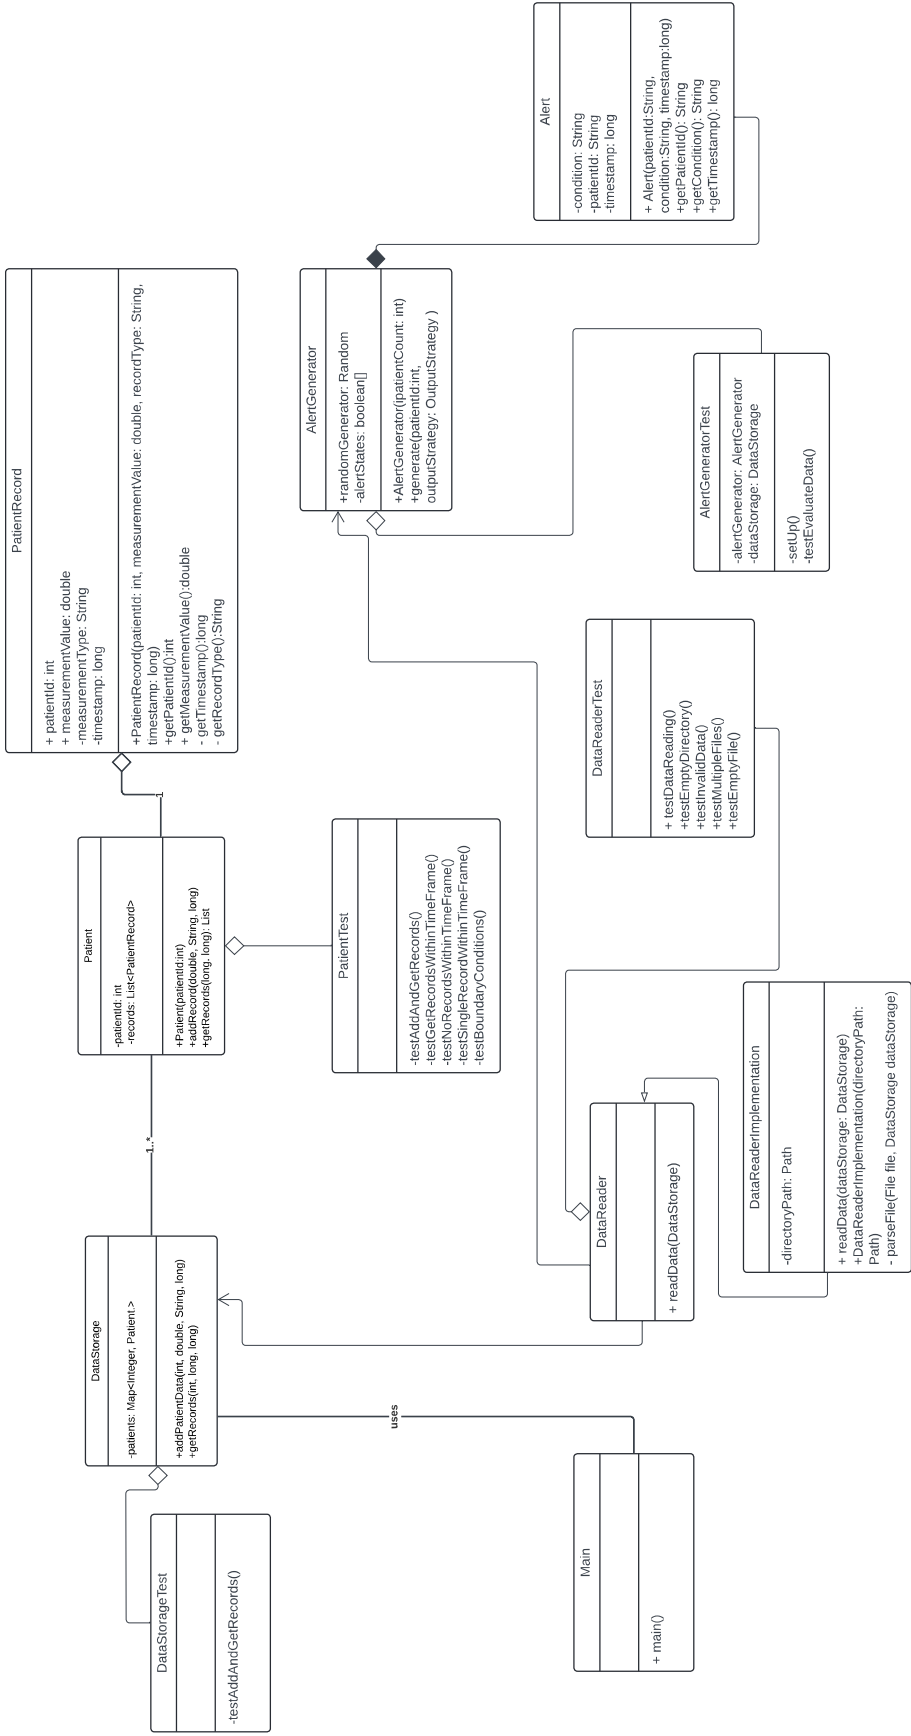 PatientRecord
+ patientId: int
+ measurementValue: double
-measurementType: String
-timestamp: long
+PatientRecord(patientId: int, measurementValue: double, recordType: String,
timestamp: long)
+getPatientId():int
+ getMeasurementValue():double
- getTimestamp():long
- getRecordType():String
1
Patient
-patientId: int
-records: List<PatientRecord>
+Patient(patientId:int)
+addRecord(double, String, long)
+getRecords(long. long): List
1..*
DataStorage
-patients: Map<Integer, Patient.>
+addPatientData(int, double, String, long)
+getRecords(int, long, long)
DataStorageTest
-testAddAndGetRecords()
uses
Main
+ main()
PatientTest
-testAddAndGetRecords()
-testGetRecordsWithinTimeFrame()
-testNoRecordsWithinTimeFrame()
-testSingleRecordWithinTimeFrame()
-testBoundaryConditions()
AlertGenerator
+randomGenerator: Random
-alertStates: boolean[]
+AlertGenerator(ipatientCount: int)
+generate(patientId:int,
outputStrategy: OutputStrategy )
Alert
-condition: String
-patientId: String
-timestamp: long
+ Alert(patientId:String,
condition:String, timestamp:long)
+getPatientId(): String
+getCondition(): String
+getTimestamp(): long
AlertGeneratorTest
-alertGenerator: AlertGenerator
-dataStorage: DataStorage
-setUp()
-testEvaluateData()
DataReaderTest
+ testDataReading()
+testEmptyDirectory()
+testInvalidData()
+testMultipleFiles()
+testEmptyFile()
DataReader
+ readData(DataStorage)
DataReaderImplementation
-directoryPath: Path
+ readData(dataStorage: DataStorage)
+DataReaderImplementation(directoryPath:
Path)
- parseFile(File file, DataStorage dataStorage)